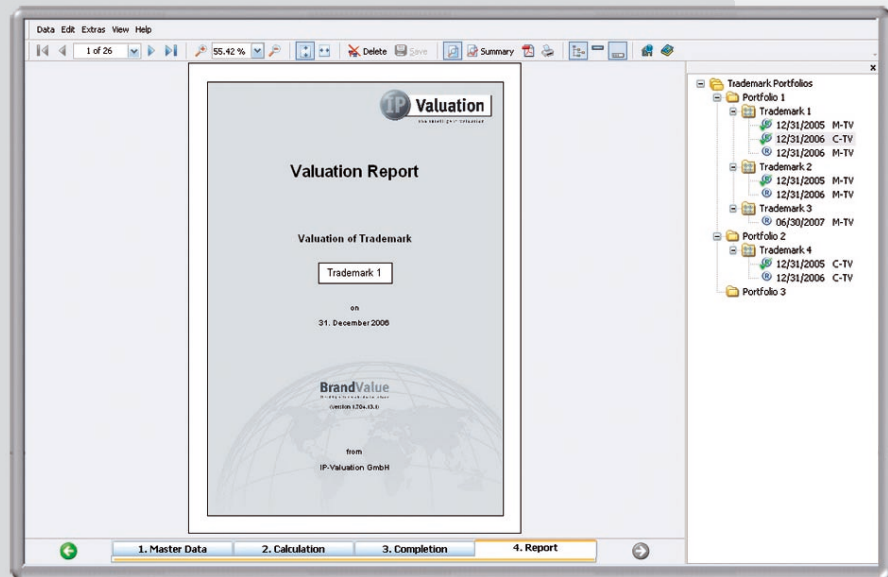 Data Edit Extras View Help
1 of 26
55.42 %
Delete Save Summary
IP Valuation
Valuation Report
Valuation of Trademark
Trademark 1
on
31. December 2006
BrandValue
from
IP-Valuation GmbH
x
Trademark Portfolios
Portfolio 1
Trademark 1
12/31/2005 M-TV
12/31/2006 C-TV
12/31/2006 M-TV
Trademark 2
12/31/2005 M-TV
12/31/2006 M-TV
Trademark 3
06/30/2007 M-TV
Portfolio 2
Trademark 4
12/31/2005 C-TV
12/31/2006 C-TV
Portfolio 3
1. Master Data 2. Calculation 3. Completion 4. Report